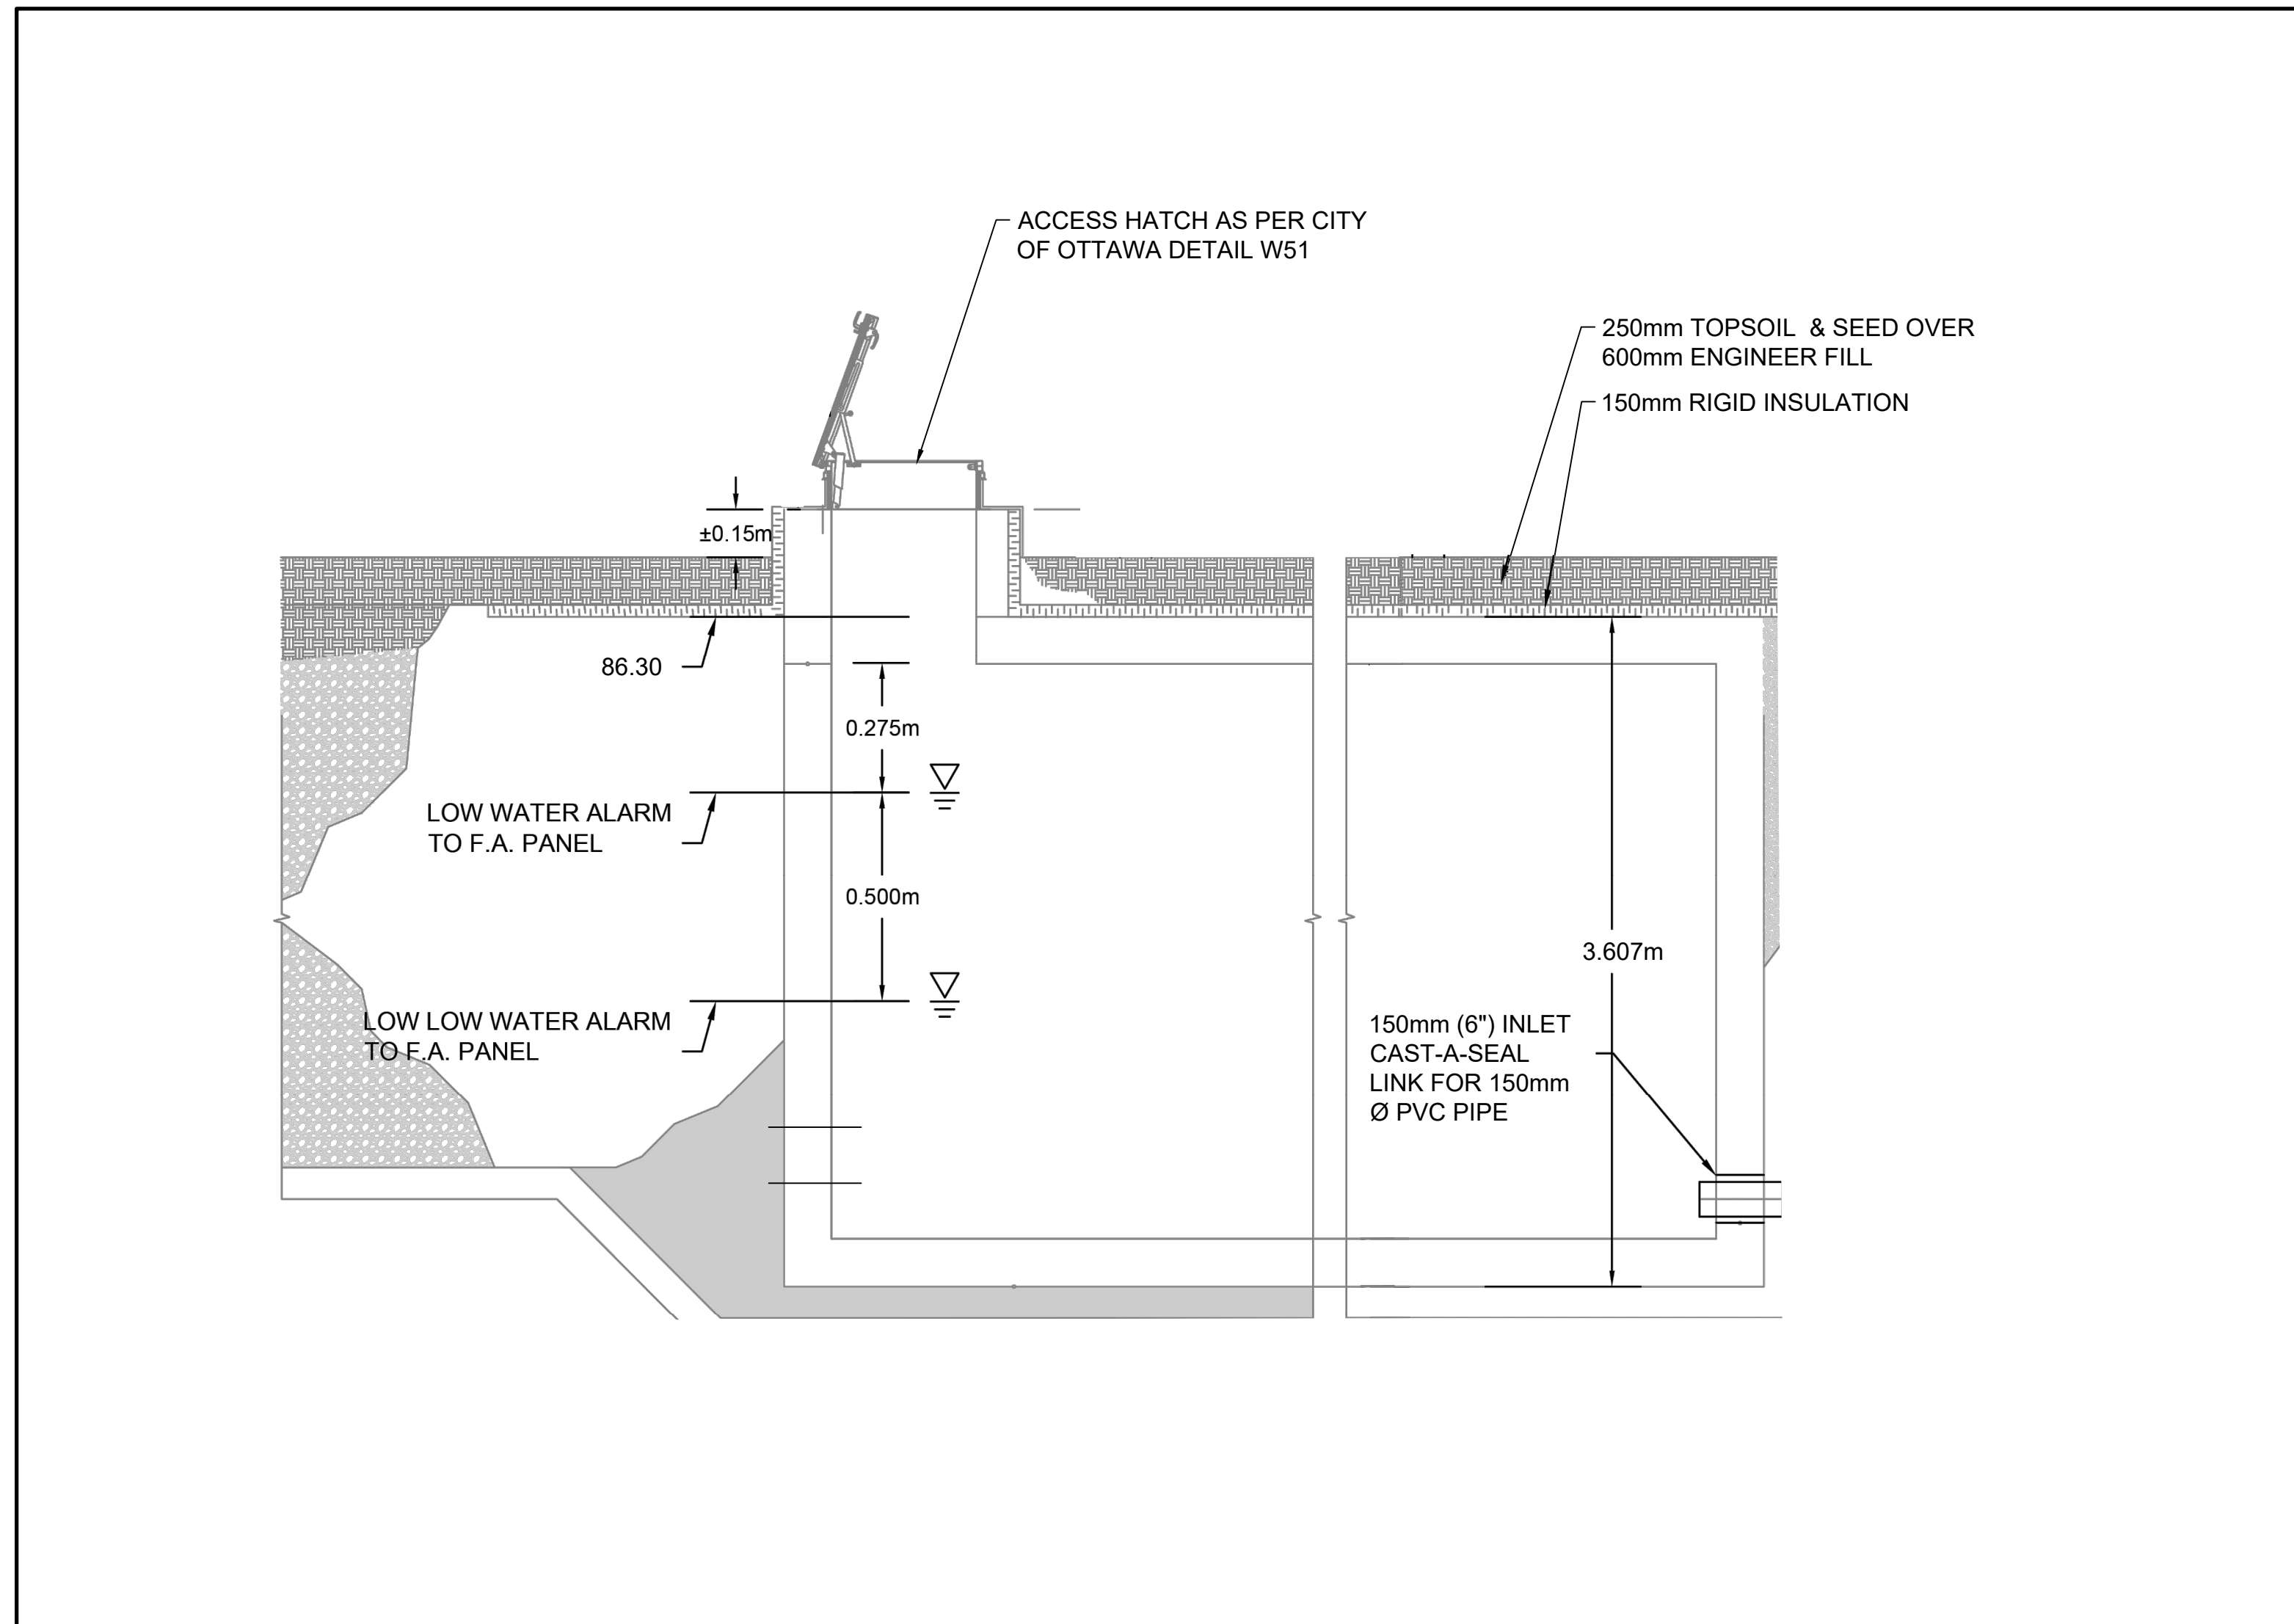 ACCESS HATCH AS PER CITY
OF OTTAWA DETAIL W51
250mm TOPSOIL & SEED OVER
600mm ENGINEER FILL
150mm RIGID INSULATION
±0.15m
86.30
0.275m
LOW WATER ALARM
TO F.A. PANEL
0.500m
3.607m
LOW LOW WATER ALARM
TO F.A. PANEL
150mm (6") INLET
CAST-A-SEAL
LINK FOR 150mm
Ø PVC PIPE